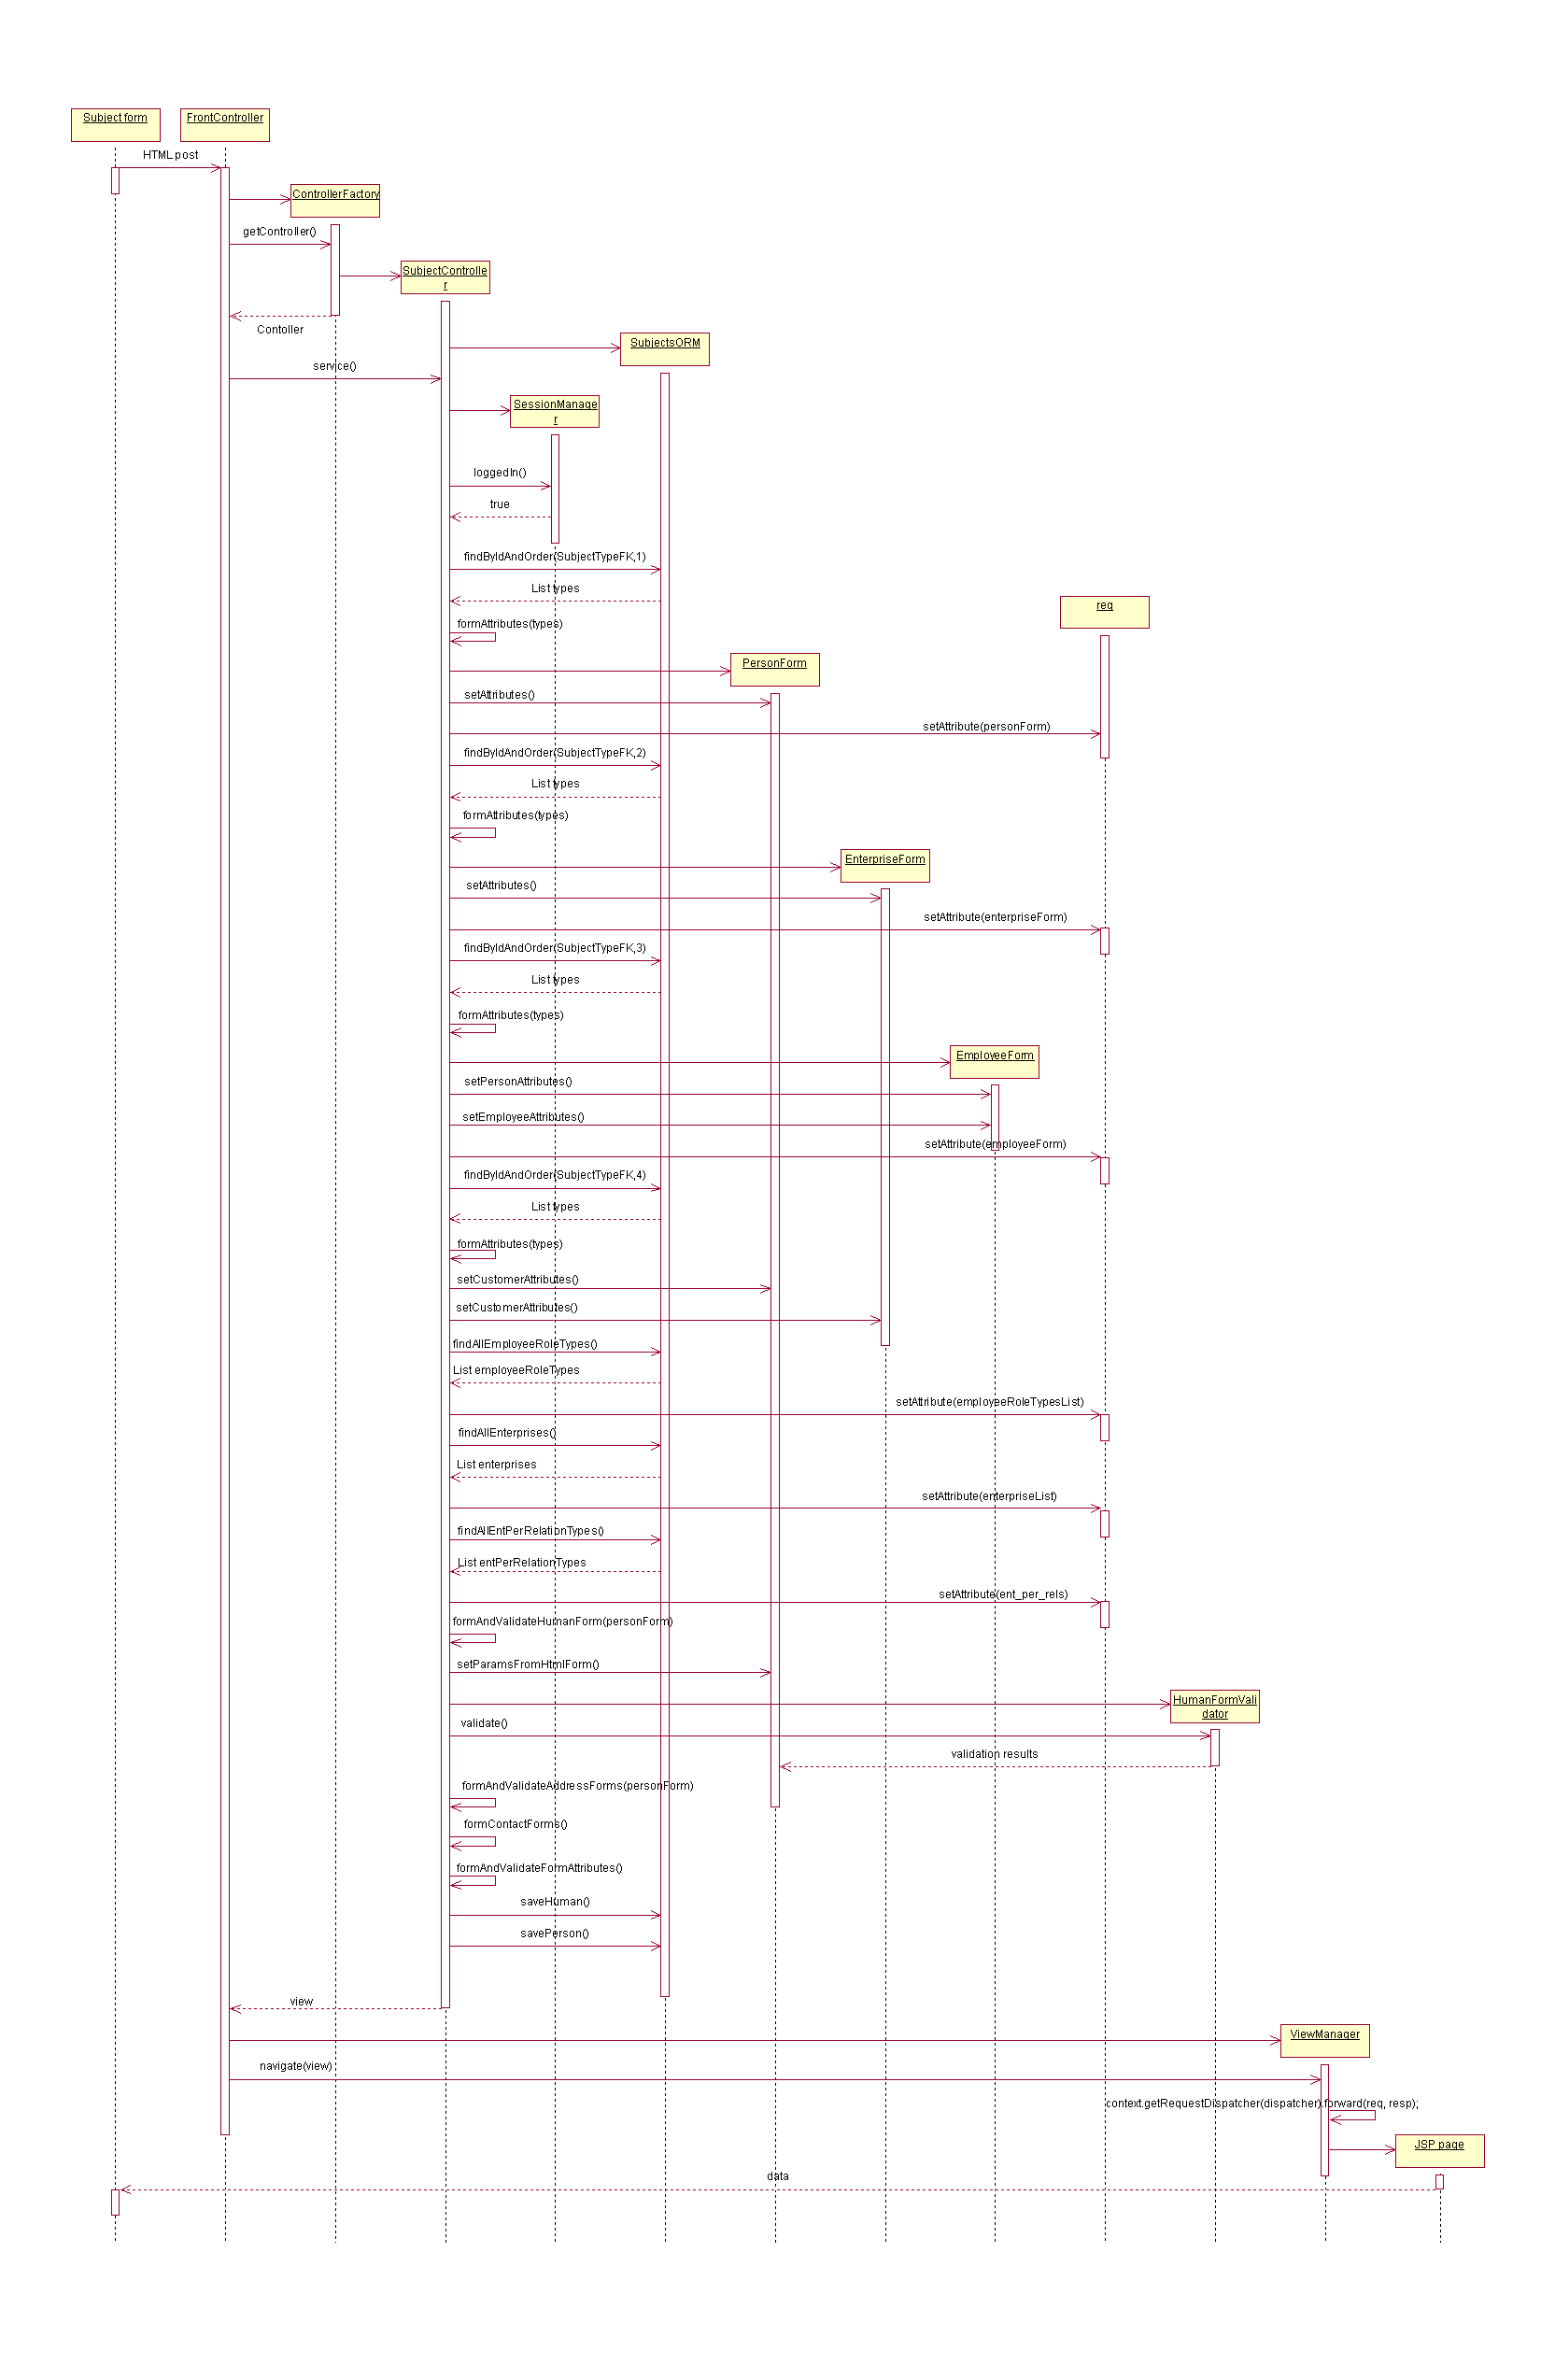 Subject form
FrontController
HTML post
ControllerFactory
getController()
SubjectControlle
r
Contoller
SubjectsORM
service()
SessionManage
r
loggedIn()
true
findByIdAndOrder(SubjectTypeFK,1)
List types
req
formAttributes(types)
PersonForm
setAttributes()
setAttribute(personForm)
findByIdAndOrder(SubjectTypeFK,2)
List types
formAttributes(types)
EnterpriseForm
setAttributes()
setAttribute(enterpriseForm)
findByIdAndOrder(SubjectTypeFK,3)
List types
formAttributes(types)
EmployeeForm
setPersonAttributes()
setEmployeeAttributes()
setAttribute(employeeForm)
findByIdAndOrder(SubjectTypeFK,4)
List types
formAttributes(types)
setCustomerAttributes()
setCustomerAttributes()
findAllEmployeeRoleTypes()
List employeeRoleTypes
setAttribute(employeeRoleTypesList)
findAllEnterprises()
List enterprises
setAttribute(enterpriseList)
findAllEntPerRelationTypes()
List entPerRelationTypes
setAttribute(ent_per_rels)
formAndValidateHumanForm(personForm)
setParamsFromHtmlForm()
HumanFormVali
dator
validate()
validation results
formAndValidateAddressForms(personForm)
formContactForms()
formAndValidateFormAttributes()
saveHuman()
savePerson()
view
ViewManager
navigate(view)
context.getRequestDispatcher(dispatcher).forward(req, resp);
JSP page
data